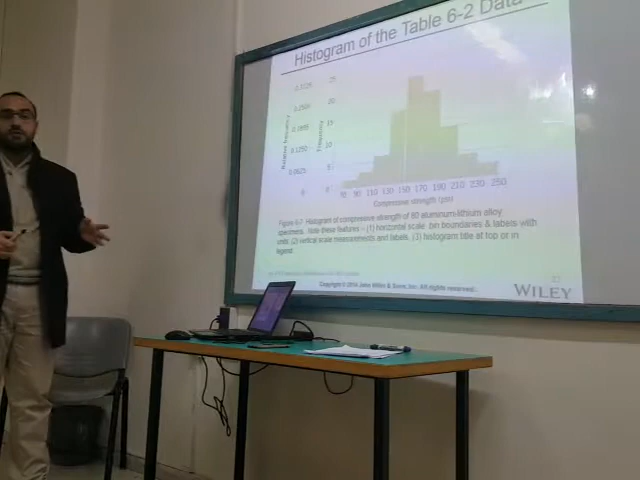 Histogram of the Table 6-2 Data
0.3125 25
0.2500 20
0.1895 15
0.1250 10
0.0625 5
0 0
Relative frequency
Frequency
70 90 110 130 150 170 190 210 230 250
Compressive strength (psi)
Figure 6-7 Histogram of compressive strength of 80 aluminum-lithium alloy
specimens. Note these features – (1) horizontal scale bin boundaries & labels with
units (2) vertical scale measurements and labels, (3) histogram title at top or in
legend.
Copyright © 2014 John Wiley & Sons, Inc. All rights reserved.
WILEY